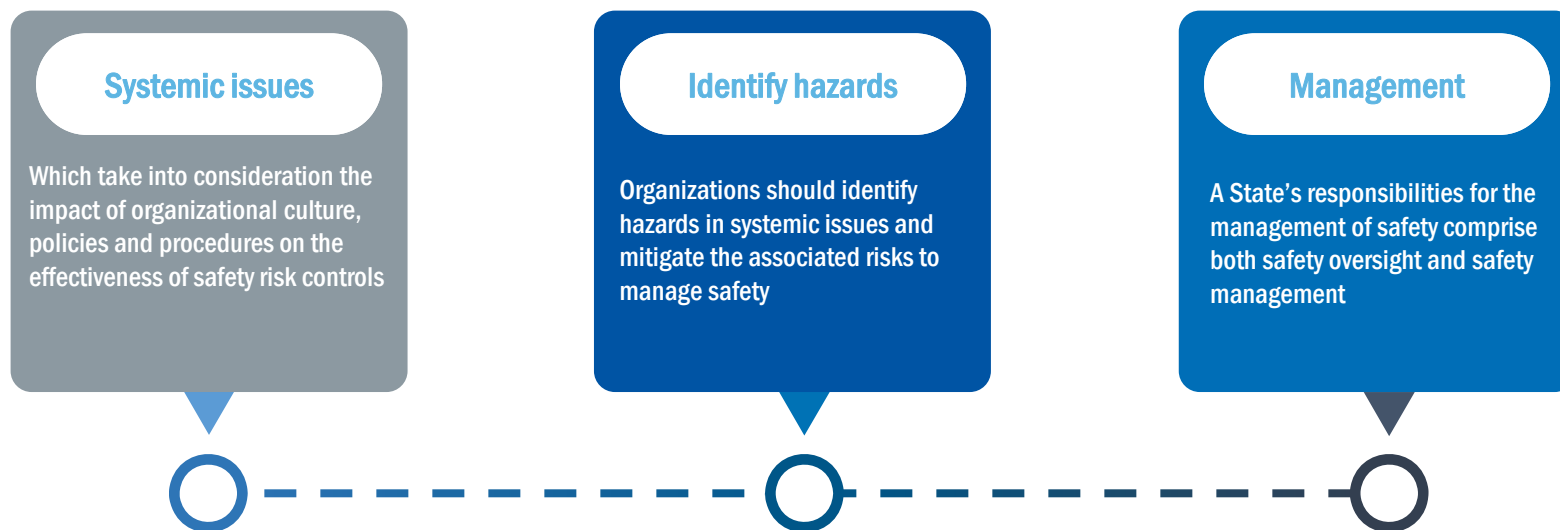 Systemic issues
Which take into consideration the
impact of organizational culture,
policies and procedures on the
effectiveness of safety risk controls
Identify hazards
Organizations should identify
hazards in systemic issues and
mitigate the associated risks to
manage safety
Management
A State’s responsibilities for the
management of safety comprise
both safety oversight and safety
management